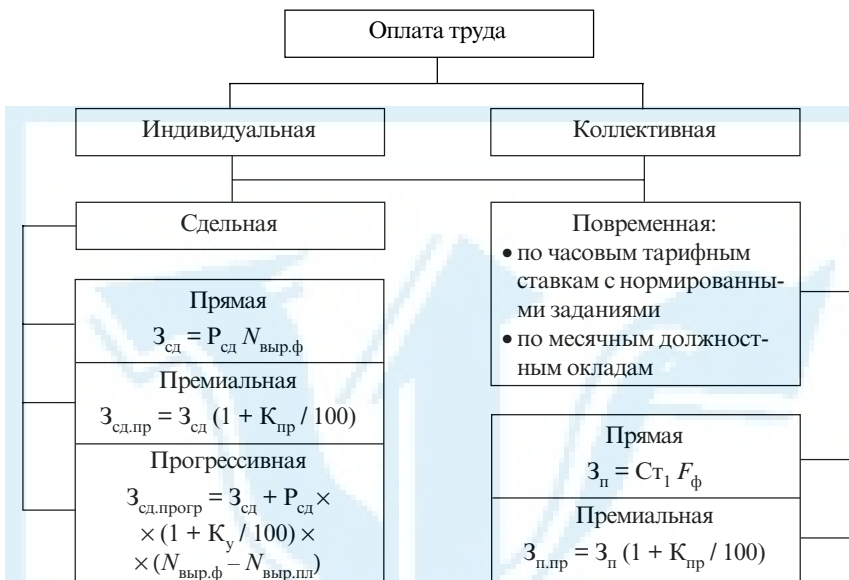 Оплата труда
Индивидуальная
Коллективная
Сдельная
Прямая
З_сд = Р_сд N_выр.ф
Премиальная
З_сд.пр = З_сд (1 + К_пр / 100)
Прогрессивная
З_сд.прогр = З_сд + Р_сд ×
× (1 + К_у / 100) ×
× (N_выр.ф – N_выр.пл)
Повременная:
• по часовым тарифным
ставкам с нормированны-
ми заданиями
• по месячным должност-
ным окладам
Прямая
З_п = Ст_1 F_ф
Премиальная
З_п.пр = З_п (1 + К_пр / 100)